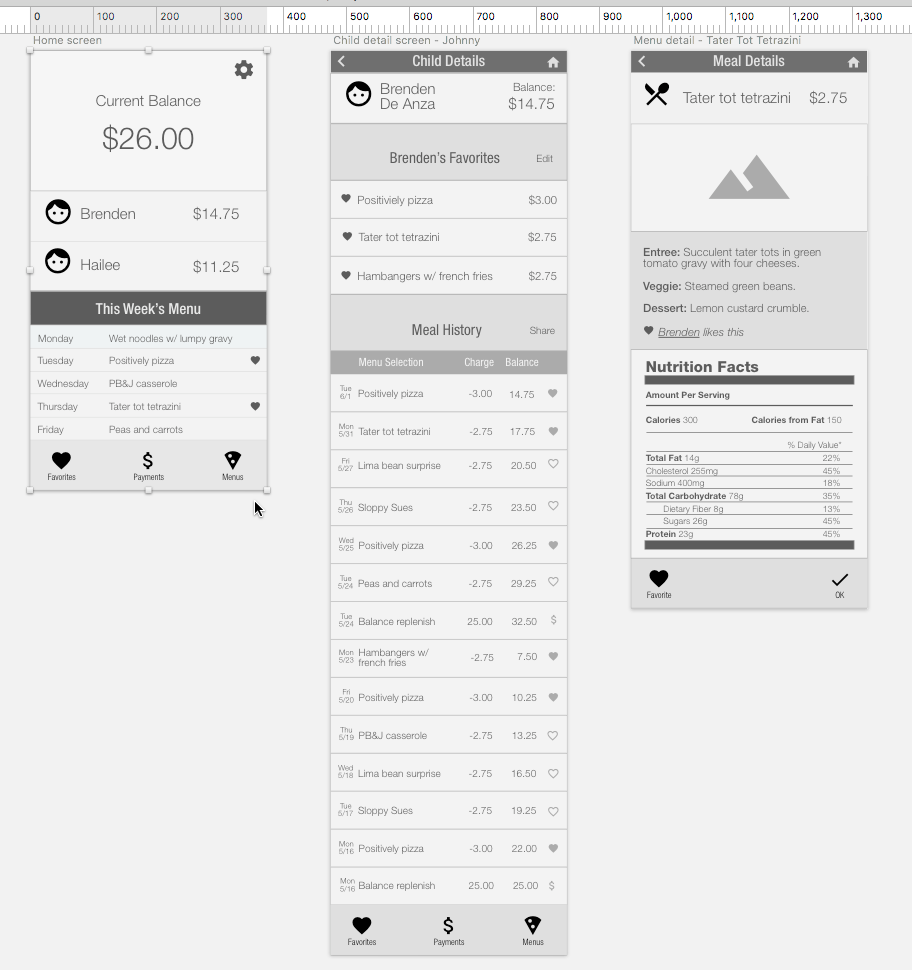 0 100 200 300 400 500 600 700 800 900 1,000 1,100 1,200 1,300
Home screen
Current Balance
$26.00
Brenden $14.75
Hailee $11.25
This Week's Menu
Monday Wet noodles w/ lumpy gravy
Tuesday Positively pizza
Wednesday PB&J casserole
Thursday Tater tot tetrazini
Friday Peas and carrots
Favorites Payments Menus
Child detail screen - Johnny
Child Details
Brenden
De Anza
Balance:
$14.75
Brenden's Favorites Edit
Positiviely pizza $3.00
Tater tot tetrazini $2.75
Hambangers w/ french fries $2.75
Meal History Share
Menu Selection Charge Balance
Tue
6/1 Positively pizza -3.00 14.75
Mon
5/31 Tater tot tetrazini -2.75 17.75
Fri
5/27 Lima bean surprise -2.75 20.50
Thu
5/26 Sloppy Sues -2.75 23.50
Wed
5/25 Positively pizza -3.00 26.25
Tue
5/24 Peas and carrots -2.75 29.25
Tue
5/24 Balance replenish 25.00 32.50 $
Mon
5/23 Hambangers w/
french fries -2.75 7.50
Fri
5/20 Positively pizza -3.00 10.25
Thu
5/19 PB&J casserole -2.75 13.25
Wed
5/18 Lima bean surprise -2.75 16.50
Tue
5/17 Sloppy Sues -2.75 19.25
Mon
5/16 Positively pizza -3.00 22.00
Mon
5/16 Balance replenish 25.00 25.00 $
Favorites Payments Menus
Menu detail - Tater Tot Tetrazini
Meal Details
Tater tot tetrazini $2.75
Entree: Succulent tater tots in green
tomato gravy with four cheeses.
Veggie: Steamed green beans.
Dessert: Lemon custard crumble.
Brenden likes this
Nutrition Facts
Amount Per Serving
Calories 300 Calories from Fat 150
% Daily Value*
Total Fat 14g 22%
Cholesterol 255mg 45%
Sodium 400mg 18%
Total Carbohydrate 78g 35%
Dietary Fiber 8g 13%
Sugars 26g 45%
Protein 23g 45%
Favorite OK